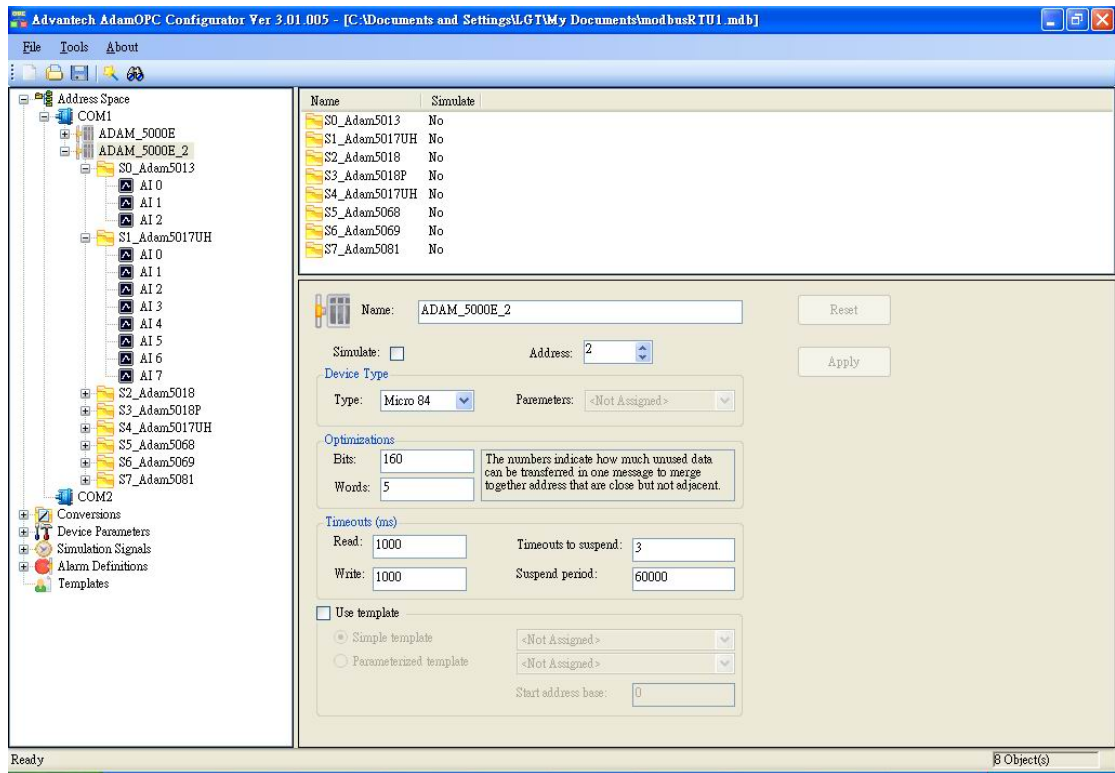 Advantech AdamOPC Configurator Ver 3.01.005 - [C:\Documents and Settings\LGT\My Documents\modbusRTU1.mdb]
File Tools About
Address Space
COM1
ADAM_5000E
ADAM_5000E_2
S0_Adam5013
AI 0
AI 1
AI 2
S1_Adam5017UH
AI 0
AI 1
AI 2
AI 3
AI 4
AI 5
AI 6
AI 7
S2_Adam5018
S3_Adam5018P
S4_Adam5017UH
S5_Adam5068
S6_Adam5069
S7_Adam5081
COM2
Conversions
Device Parameters
Simulation Signals
Alarm Definitions
Templates
Name Simulate
S0_Adam5013 No
S1_Adam5017UH No
S2_Adam5018 No
S3_Adam5018P No
S4_Adam5017UH No
S5_Adam5068 No
S6_Adam5069 No
S7_Adam5081 No
Name: ADAM_5000E_2 Reset
Simulate: Address: 2 Apply
Device Type
Type: Micro 84 Paremeters: <Not Assigned>
Optimizations
Bits: 160
Words: 5
The numbers indicate how much unused data
can be transferred in one message to merge
together address that are close but not adjacent.
Timeouts (ms)
Read: 1000 Timeouts to suspend: 3
Write: 1000 Suspend period: 60000
Use template
Simple template <Not Assigned>
Parameterized template <Not Assigned>
Start address base: 0
Ready 8 Object(s)